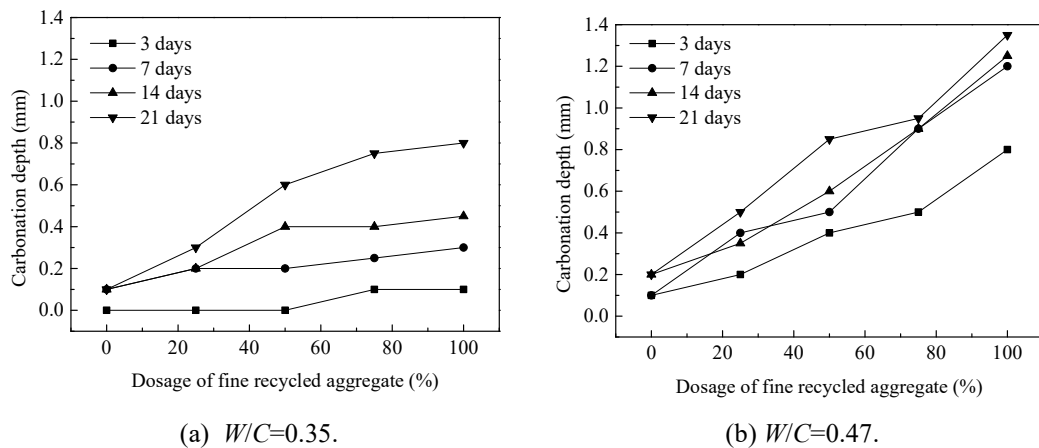 1.4
1.2
1.0
0.8
0.6
0.4
0.2
0.0
Carbonation depth (mm)
3 days
7 days
14 days
21 days
0 20 40 60 80 100
Dosage of fine recycled aggregate (%)
(a) W/C=0.35.
1.4
1.2
1.0
0.8
0.6
0.4
0.2
0.0
Carbonation depth (mm)
3 days
7 days
14 days
21 days
0 20 40 60 80 100
Dosage of fine recycled aggregate (%)
(b) W/C=0.47.